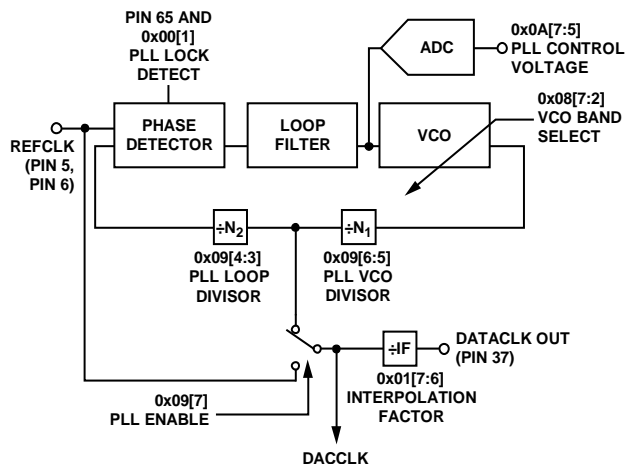 PIN 65 AND
0x00[1]
PLL LOCK
DETECT
ADC
0x0A[7:5]
PLL CONTROL
VOLTAGE
0x08[7:2]
VCO BAND
SELECT
REFCLK
(PIN 5,
PIN 6)
PHASE
DETECTOR
LOOP
FILTER
VCO
÷N2
÷N1
0x09[4:3]
PLL LOOP
DIVISOR
0x09[6:5]
PLL VCO
DIVISOR
÷IF
DATACLK OUT
(PIN 37)
0x01[7:6]
INTERPOLATION
FACTOR
0x09[7]
PLL ENABLE
DACCLK